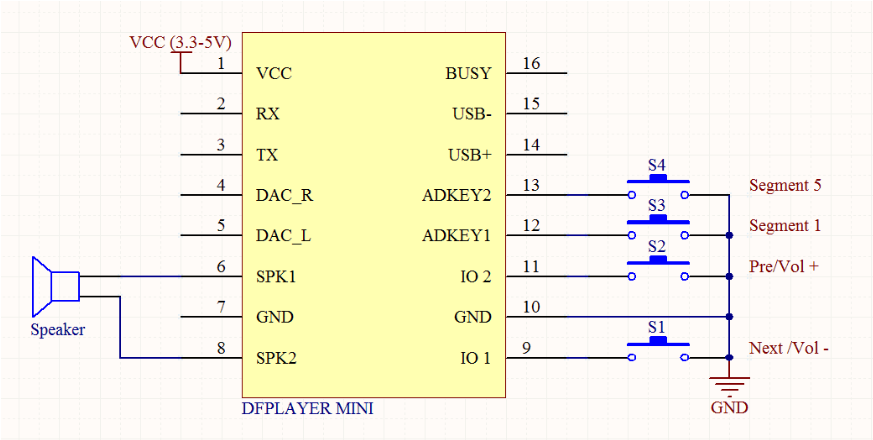 VCC (3.3-5V)
1 VCC BUSY 16
2 RX USB- 15
3 TX USB+ 14
4 DAC_R ADKEY2 13 S4 Segment 5
5 DAC_L ADKEY1 12 S3 Segment 1
6 SPK1 IO 2 11 S2 Pre/Vol +
7 GND GND 10
8 SPK2 IO 1 9 S1 Next /Vol -
Speaker
DFPLAYER MINI
GND